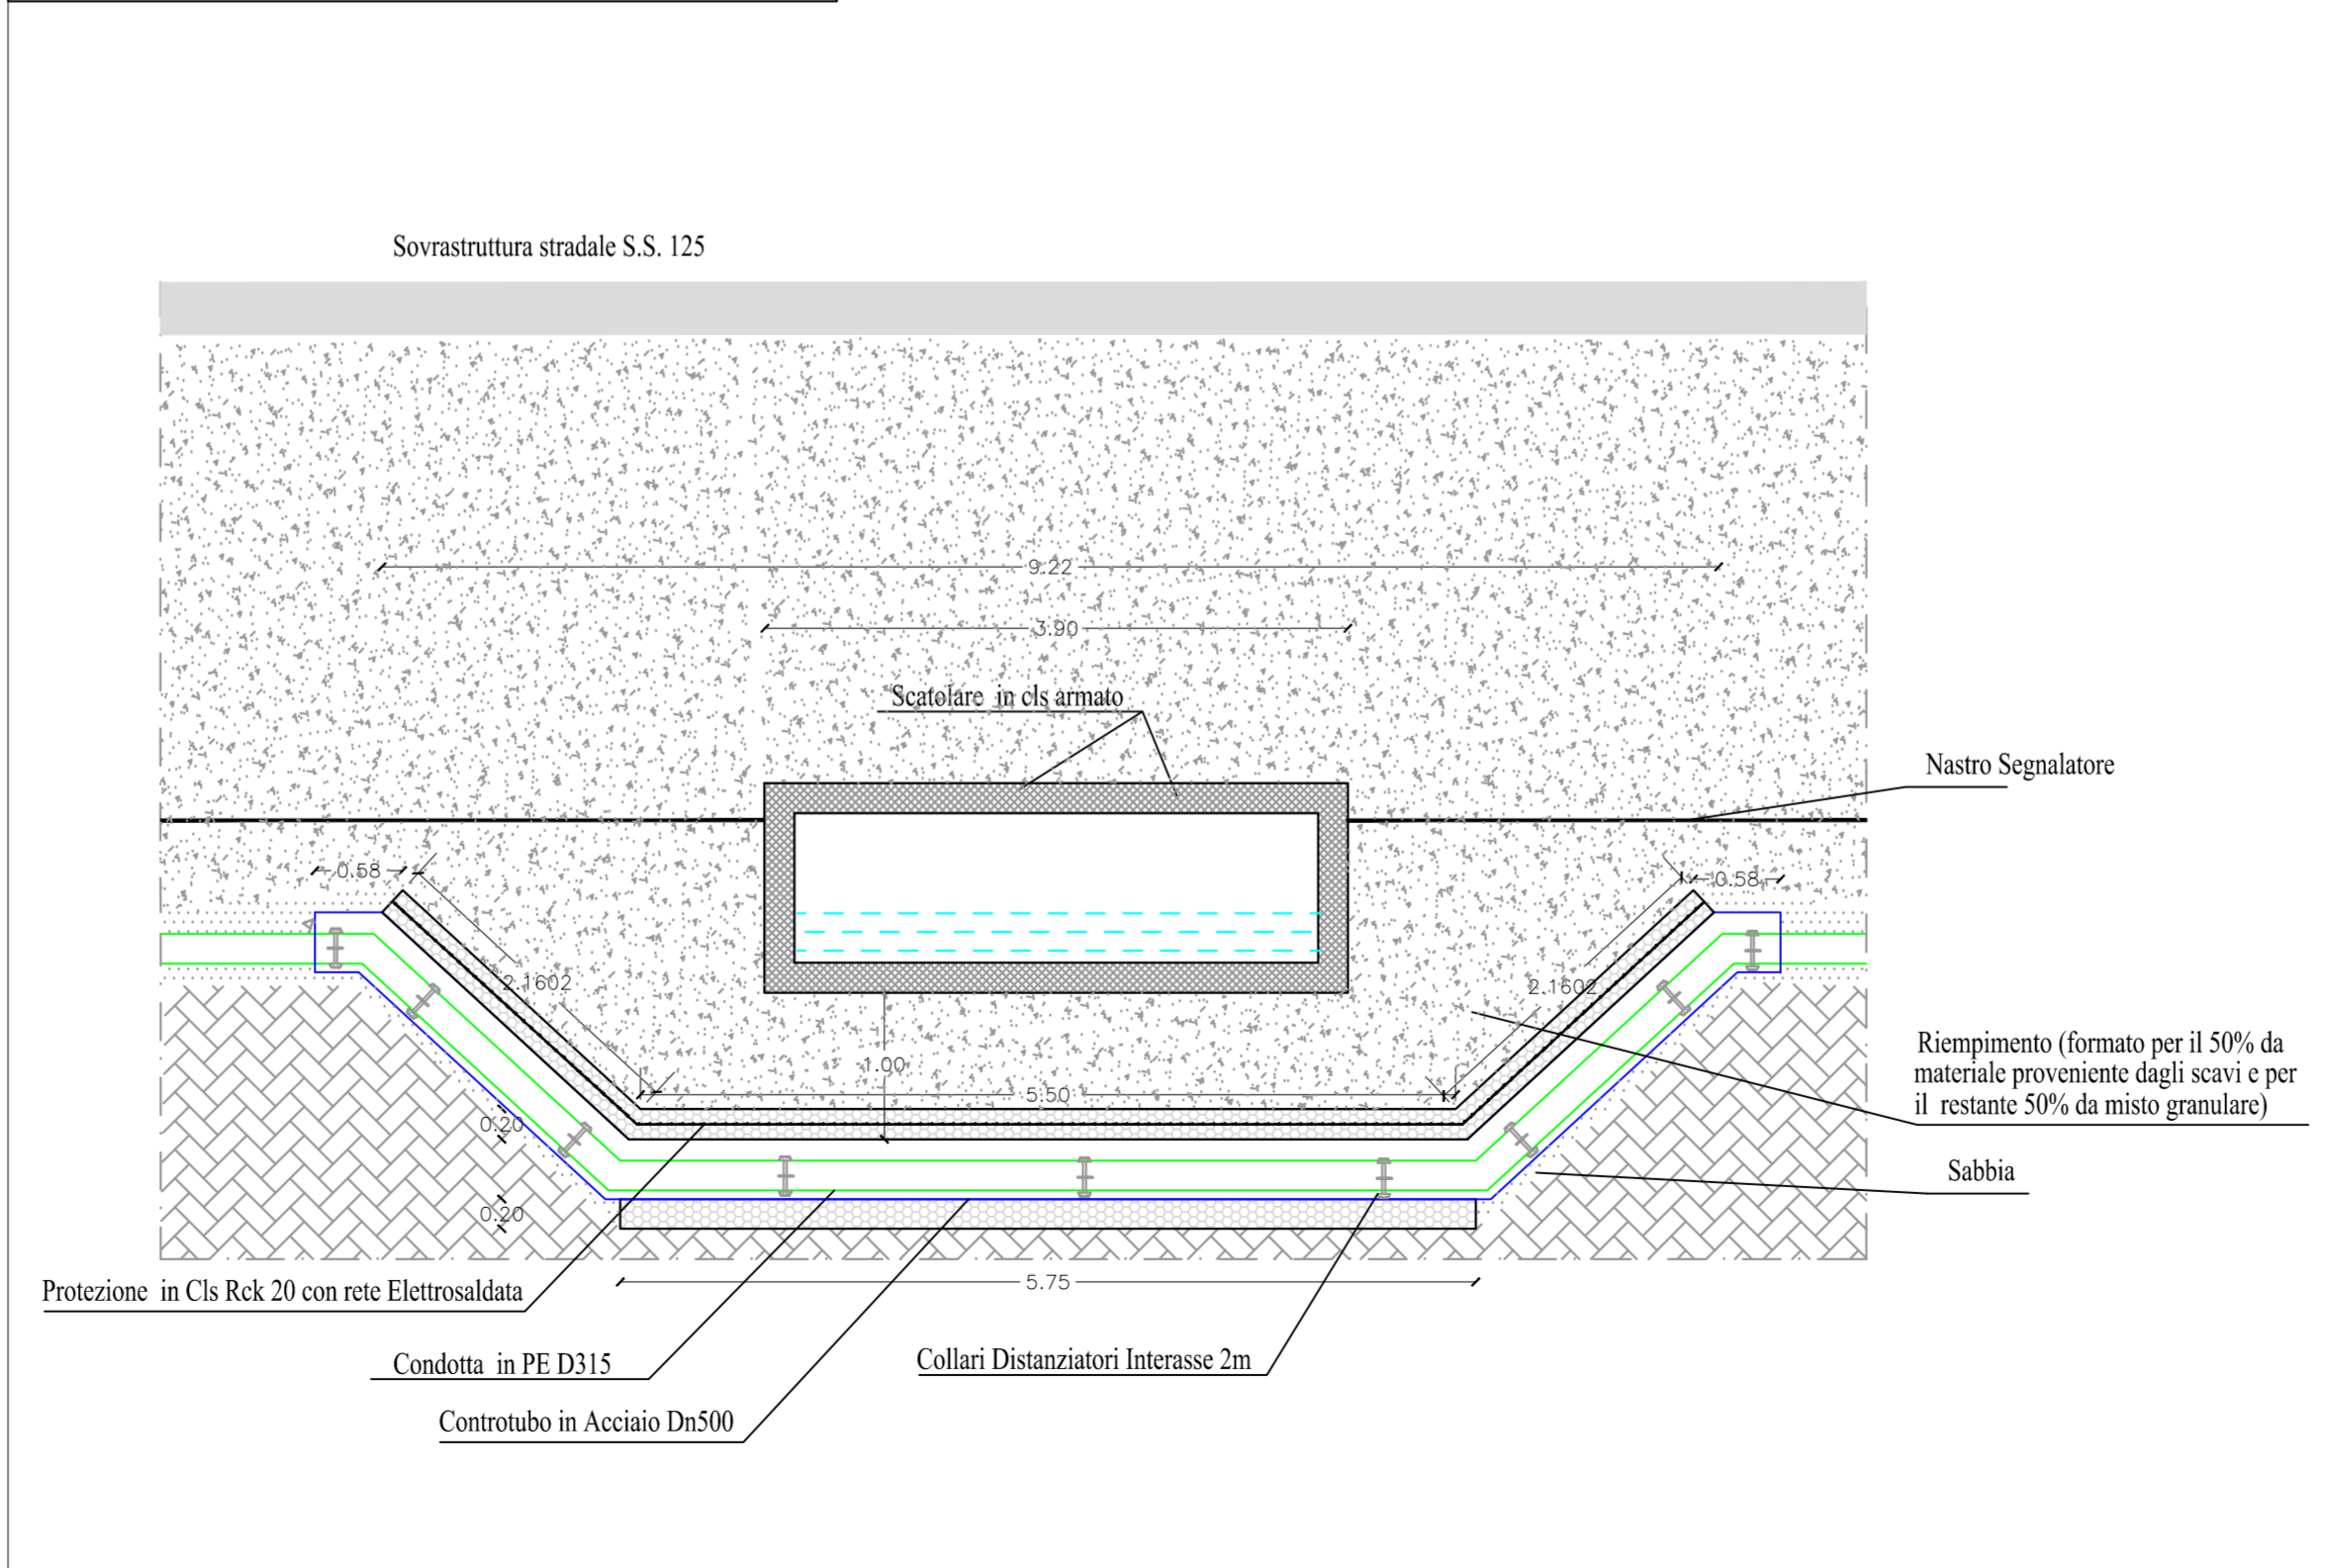 Sovrastruttura stradale S.S. 125
9.22
3.90
Scatolare in cls armato
Nastro Segnalatore
0.58
0.58
2.1602
2.1602
Riempimento (formato per il 50% da
materiale proveniente dagli scavi e per
il restante 50% da misto granulare)
1.00
5.50
0.20
Sabbia
0.20
5.75
Protezione in Cls Rck 20 con rete Elettrosaldata
Condotta in PE D315
Collari Distanziatori Interasse 2m
Controtubo in Acciaio Dn500